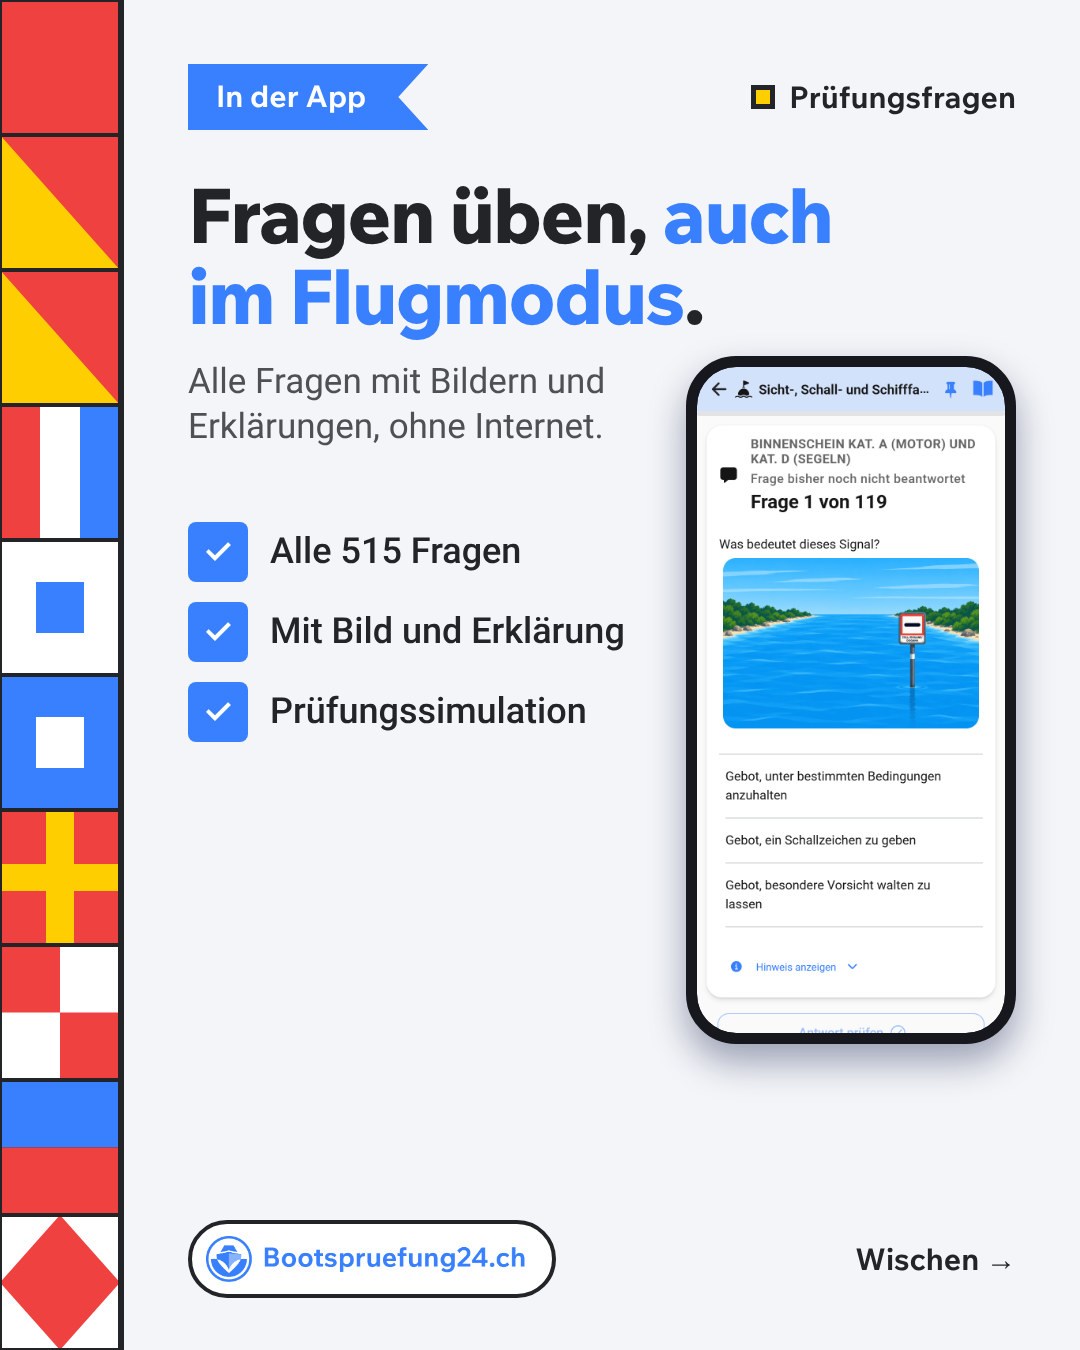 In der App
Prüfungsfragen
Fragen üben, auch
im Flugmodus.
Alle Fragen mit Bildern und
Erklärungen, ohne Internet.
Alle 515 Fragen
Mit Bild und Erklärung
Prüfungssimulation
Sicht-, Schall- und Schifffa...
BINNENSCHEIN KAT. A (MOTOR) UND
KAT. D (SEGELN)
Frage bisher noch nicht beantwortet
Frage 1 von 119
Was bedeutet dieses Signal?
Gebot, unter bestimmten Bedingungen
anzuhalten
Gebot, ein Schallzeichen zu geben
Gebot, besondere Vorsicht walten zu
lassen
Hinweis anzeigen
Antwort prüfen
Bootspruefung24.ch
Wischen →